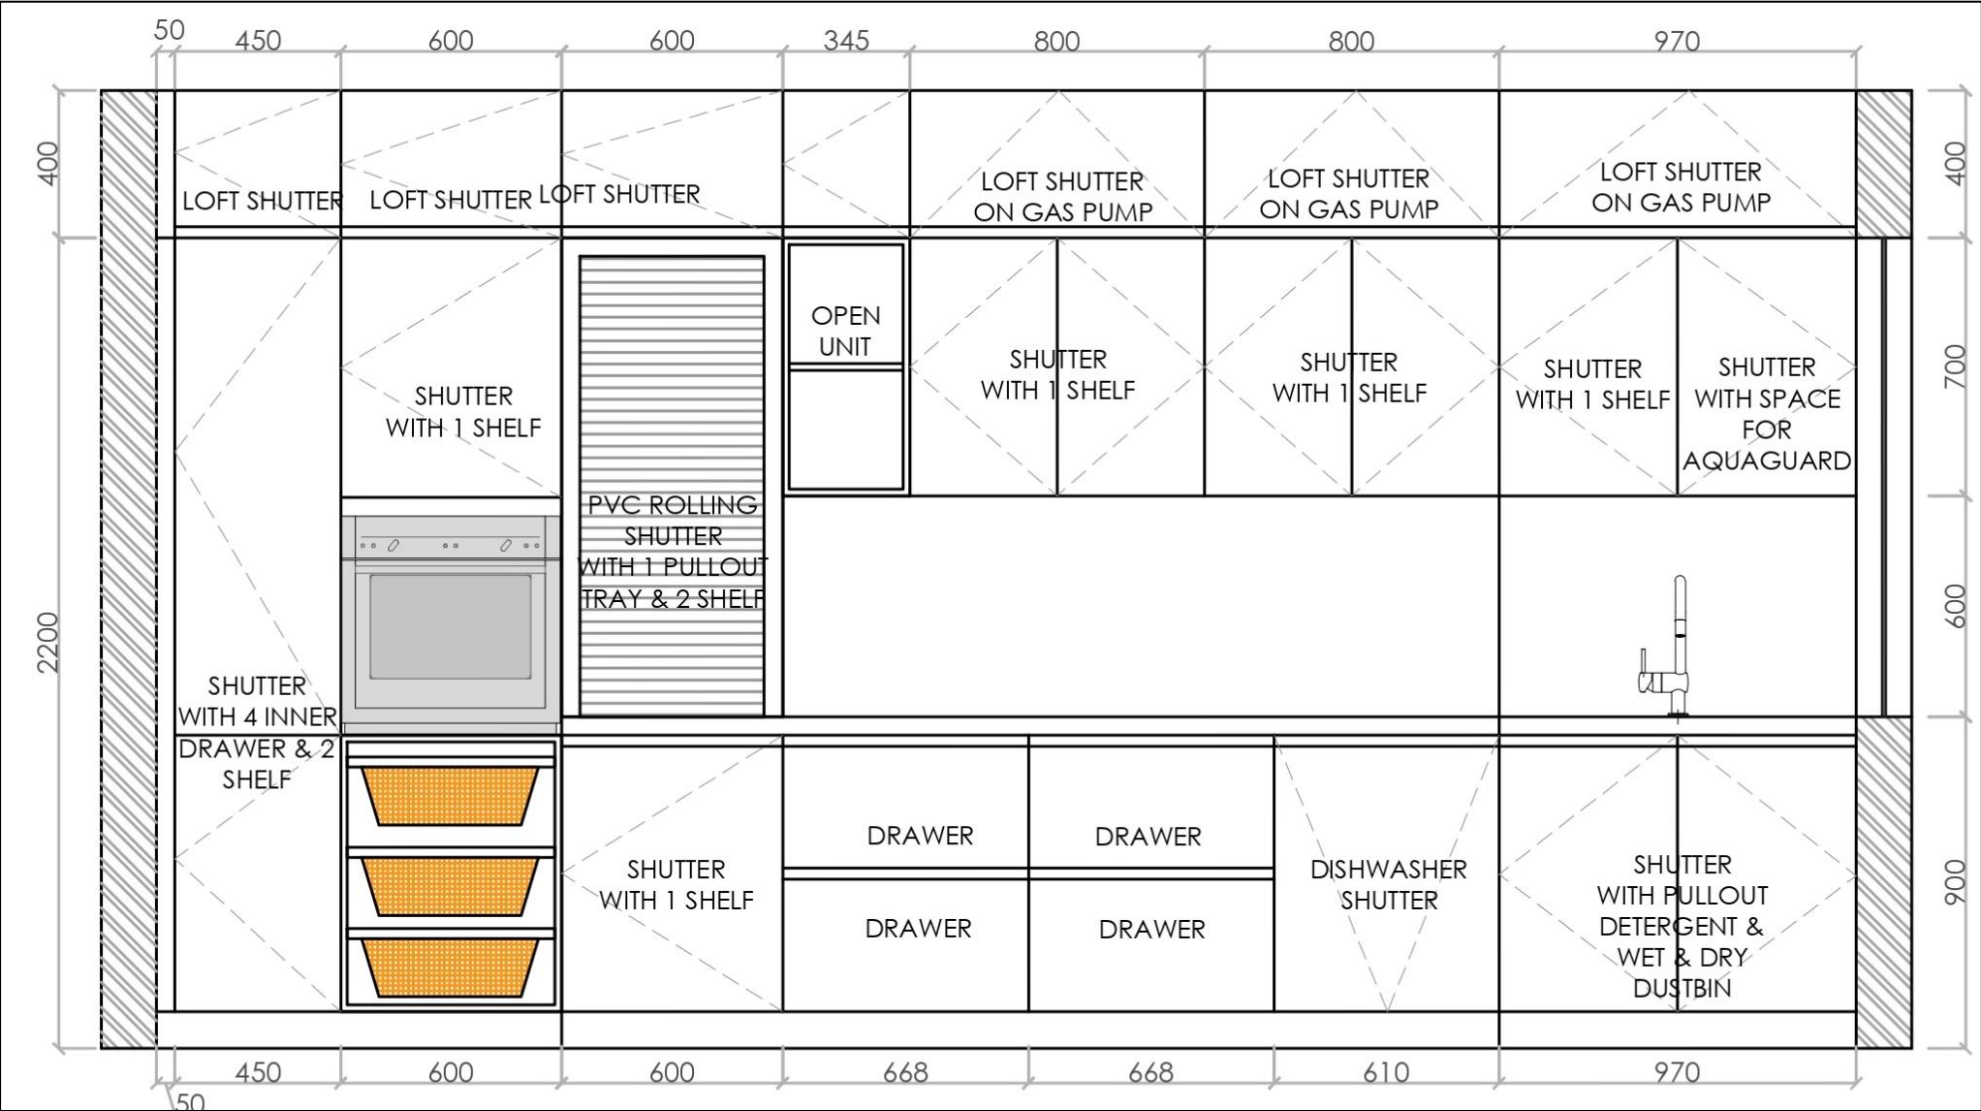 50
450
600
600
345
800
800
970
400
400
LOFT SHUTTER
LOFT SHUTTER
LOFT SHUTTER
LOFT SHUTTER
ON GAS PUMP
LOFT SHUTTER
ON GAS PUMP
LOFT SHUTTER
ON GAS PUMP
OPEN
UNIT
SHUTTER
WITH 1 SHELF
SHUTTER
WITH 1 SHELF
SHUTTER
WITH 1 SHELF
SHUTTER
WITH 1 SHELF
SHUTTER
WITH SPACE
FOR
AQUAGUARD
700
PVC ROLLING
SHUTTER
WITH 1 PULLOUT
TRAY & 2 SHELF
2200
600
SHUTTER
WITH 4 INNER
DRAWER & 2
SHELF
SHUTTER
WITH 1 SHELF
DRAWER
DRAWER
DRAWER
DRAWER
DISHWASHER
SHUTTER
SHUTTER
WITH PULLOUT
DETERGENT &
WET & DRY
DUSTBIN
900
450
600
600
668
668
610
970
50